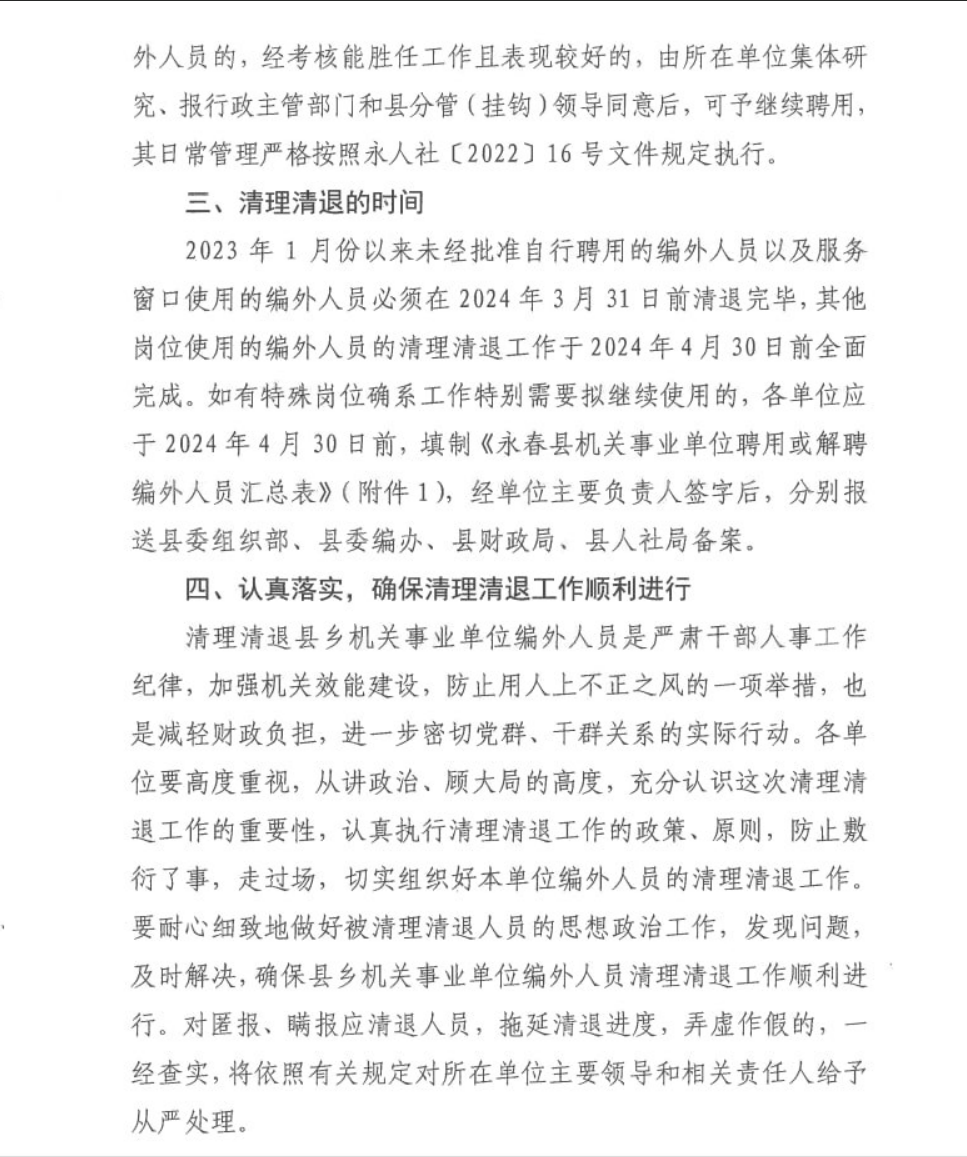 外人员的，经考核能胜任工作且表现较好的，由所在单位集体研
究、报行政主管部门和县分管（挂钩）领导同意后，可予继续聘用，
其日常管理严格按照永人社〔2022〕16 号文件规定执行。
三、清理清退的时间
2023 年 1 月份以来未经批准自行聘用的编外人员以及服务
窗口使用的编外人员必须在 2024 年 3 月 31 日前清退完毕，其他
岗位使用的编外人员的清理清退工作于 2024 年 4 月 30 日前全面
完成。如有特殊岗位确系工作特别需要拟继续使用的，各单位应
于 2024 年 4 月 30 日前，填制《永春县机关事业单位聘用或解聘
编外人员汇总表》（附件 1），经单位主要负责人签字后，分别报
送县委组织部、县委编办、县财政局、县人社局备案。
四、认真落实，确保清理清退工作顺利进行
清理清退县乡机关事业单位编外人员是严肃干部人事工作
纪律，加强机关效能建设，防止用人上不正之风的一项举措，也
是减轻财政负担，进一步密切党群、干群关系的实际行动。各单
位要高度重视，从讲政治、顾大局的高度，充分认识这次清理清
退工作的重要性，认真执行清理清退工作的政策、原则，防止敷
衍了事，走过场，切实组织好本单位编外人员的清理清退工作。
要耐心细致地做好被清理清退人员的思想政治工作，发现问题，
及时解决，确保县乡机关事业单位编外人员清理清退工作顺利进
行。对匿报、瞒报应清退人员，拖延清退进度，弄虚作假的，一
经查实，将依照有关规定对所在单位主要领导和相关责任人给予
从严处理。